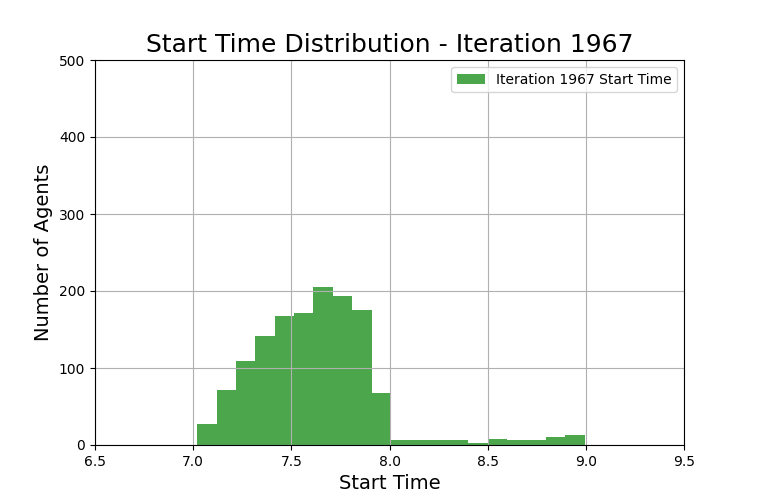 Start Time Distribution - Iteration 1967
Iteration 1967 Start Time
Number of Agents
500
400
300
200
100
0
6.5 7.0 7.5 8.0 8.5 9.0 9.5
Start Time